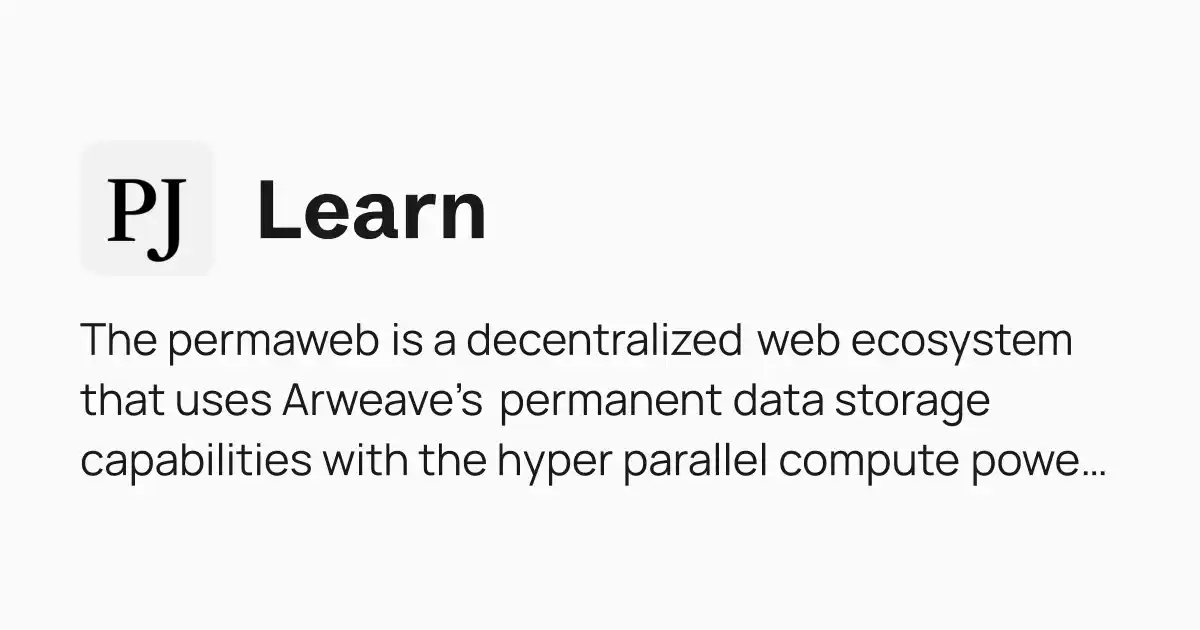 PJ Learn
The permaweb is a decentralized web ecosystem
that uses Arweave’s permanent data storage
capabilities with the hyper parallel compute powe…